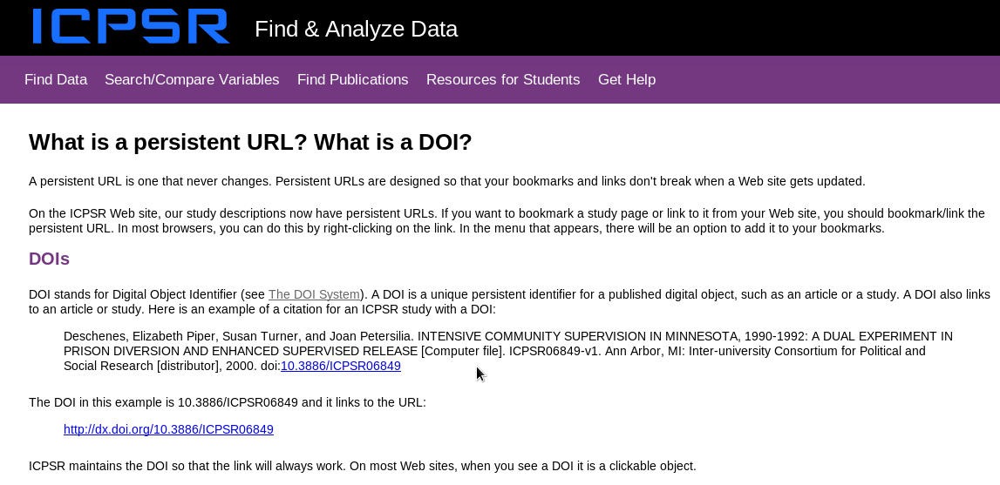 ICPSR Find & Analyze Data
Find Data Search/Compare Variables Find Publications Resources for Students Get Help
What is a persistent URL? What is a DOI?
A persistent URL is one that never changes. Persistent URLs are designed so that your bookmarks and links don't break when a Web site gets updated.
On the ICPSR Web site, our study descriptions now have persistent URLs. If you want to bookmark a study page or link to it from your Web site, you should bookmark/link the
persistent URL. In most browsers, you can do this by right-clicking on the link. In the menu that appears, there will be an option to add it to your bookmarks.
DOIs
DOI stands for Digital Object Identifier (see The DOI System). A DOI is a unique persistent identifier for a published digital object, such as an article or a study. A DOI also links
to an article or study. Here is an example of a citation for an ICPSR study with a DOI:
Deschenes, Elizabeth Piper, Susan Turner, and Joan Petersilia. INTENSIVE COMMUNITY SUPERVISION IN MINNESOTA, 1990-1992: A DUAL EXPERIMENT IN
PRISON DIVERSION AND ENHANCED SUPERVISED RELEASE [Computer file]. ICPSR06849-v1. Ann Arbor, MI: Inter-university Consortium for Political and
Social Research [distributor], 2000. doi:10.3886/ICPSR06849
The DOI in this example is 10.3886/ICPSR06849 and it links to the URL:
http://dx.doi.org/10.3886/ICPSR06849
ICPSR maintains the DOI so that the link will always work. On most Web sites, when you see a DOI it is a clickable object.